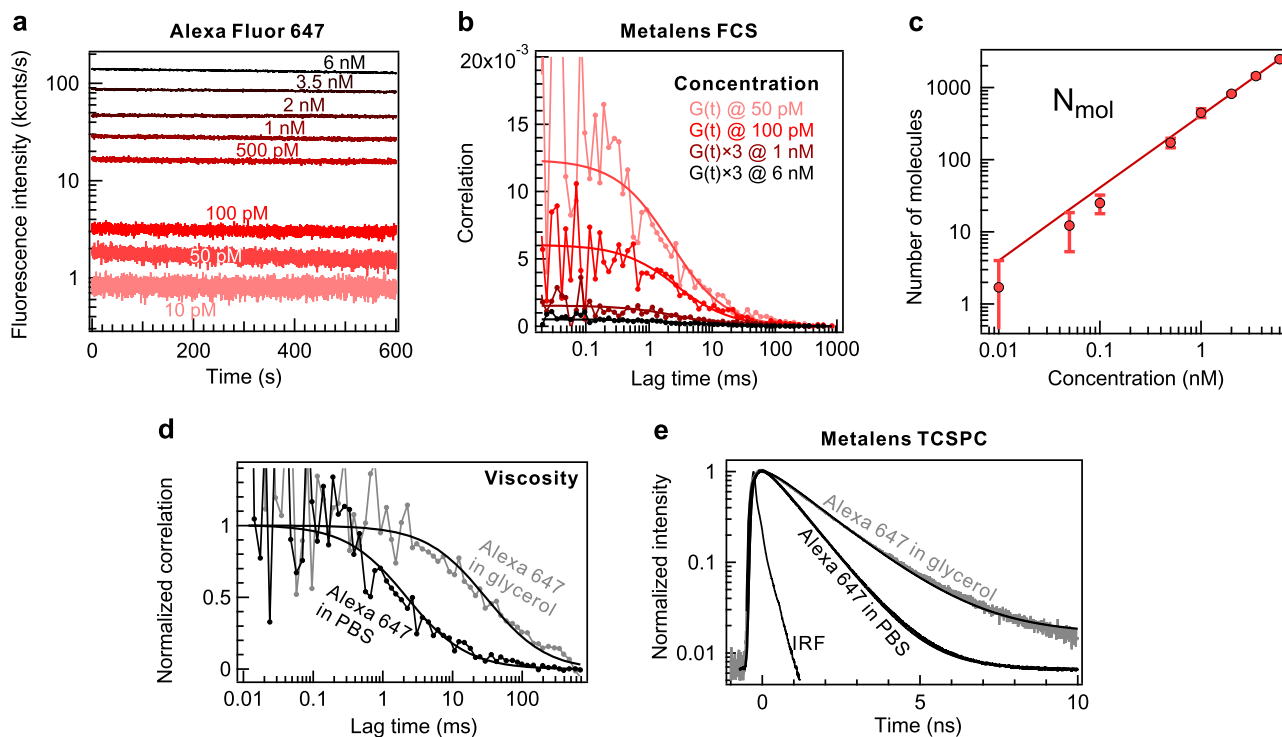 a
Alexa Fluor 647
Fluorescence intensity (kcnts/s)
100
10
1
6 nM
3.5 nM
2 nM
1 nM
500 pM
100 pM
50 pM
10 pM
0
200
400
600
Time (s)
b
Metalens FCS
20x10-3
15
10
5
0
Correlation
Concentration
G(t) @ 50 pM
G(t) @ 100 pM
G(t)×3 @ 1 nM
G(t)×3 @ 6 nM
0.1
1
10
100
1000
Lag time (ms)
c
Number of molecules
1000
100
10
1
Nmol
0.01
0.1
1
Concentration (nM)
d
Viscosity
Normalized correlation
1
0.5
0
Alexa 647
in glycerol
Alexa 647
in PBS
0.01
0.1
1
10
100
Lag time (ms)
e
Metalens TCSPC
Normalized intensity
1
0.1
0.01
Alexa 647 in glycerol
Alexa 647 in PBS
IRF
0
5
10
Time (ns)